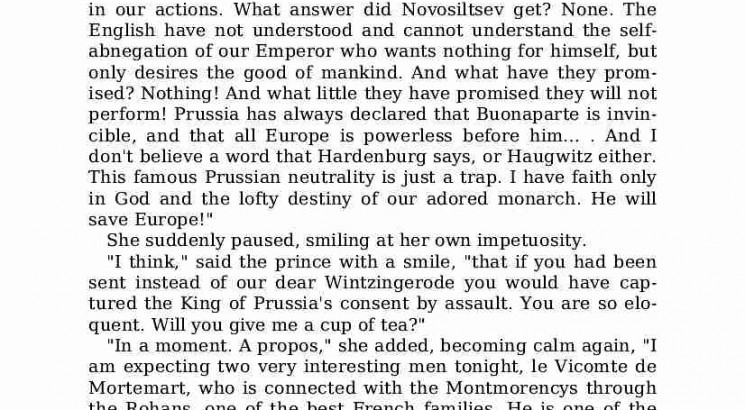 in our actions. What answer did Novosiltsev get? None. The
English have not understood and cannot understand the self-
abnegation of our Emperor who wants nothing for himself, but
only desires the good of mankind. And what have they prom-
ised? Nothing! And what little they have promised they will not
perform! Prussia has always declared that Buonaparte is invin-
cible, and that all Europe is powerless before him... . And I
don't believe a word that Hardenburg says, or Haugwitz either.
This famous Prussian neutrality is just a trap. I have faith only
in God and the lofty destiny of our adored monarch. He will
save Europe!"
She suddenly paused, smiling at her own impetuosity.
"I think," said the prince with a smile, "that if you had been
sent instead of our dear Wintzingerode you would have cap-
tured the King of Prussia's consent by assault. You are so elo-
quent. Will you give me a cup of tea?"
"In a moment. A propos," she added, becoming calm again, "I
am expecting two very interesting men tonight, le Vicomte de
Mortemart, who is connected with the Montmorencys through
the Rohans, one of the best French families. He is one of the